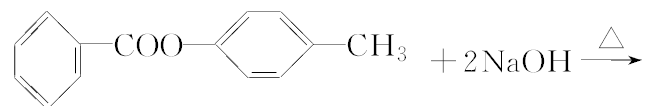 COO CH₃ +2NaOH △